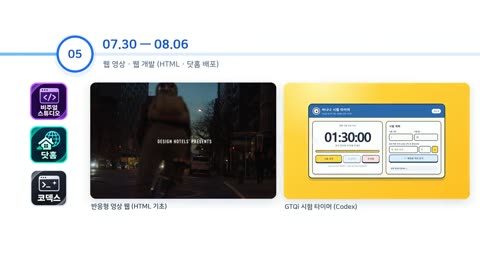 05
07.30 — 08.06
웹 영상 · 웹 개발 (HTML · 닷홈 배포)
비주얼
스튜디오
닷홈
코덱스
DESIGN HOTELS PRESENTS
01:30:00
반응형 영상 웹 (HTML 기초)
GTQi 시험 타이머 (Codex)